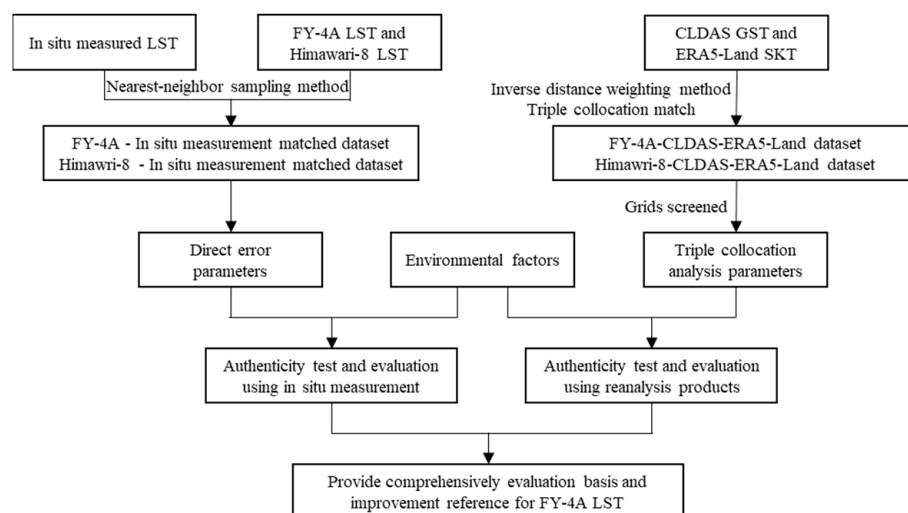 In situ measured LST
FY-4A LST and
Himawari-8 LST
CLDAS GST and
ERA5-Land SKT
Nearest-neighbor sampling method
Inverse distance weighting method
Triple collocation match
FY-4A - In situ measurement matched dataset
Himawri-8 - In situ measurement matched dataset
FY-4A-CLDAS-ERA5-Land dataset
Himawri-8-CLDAS-ERA5-Land dataset
Grids screened
Direct error
parameters
Environmental factors
Triple collocation
analysis parameters
Authenticity test and evaluation
using in situ measurement
Authenticity test and evaluation
using reanalysis products
Provide comprehensively evaluation basis and
improvement reference for FY-4A LST